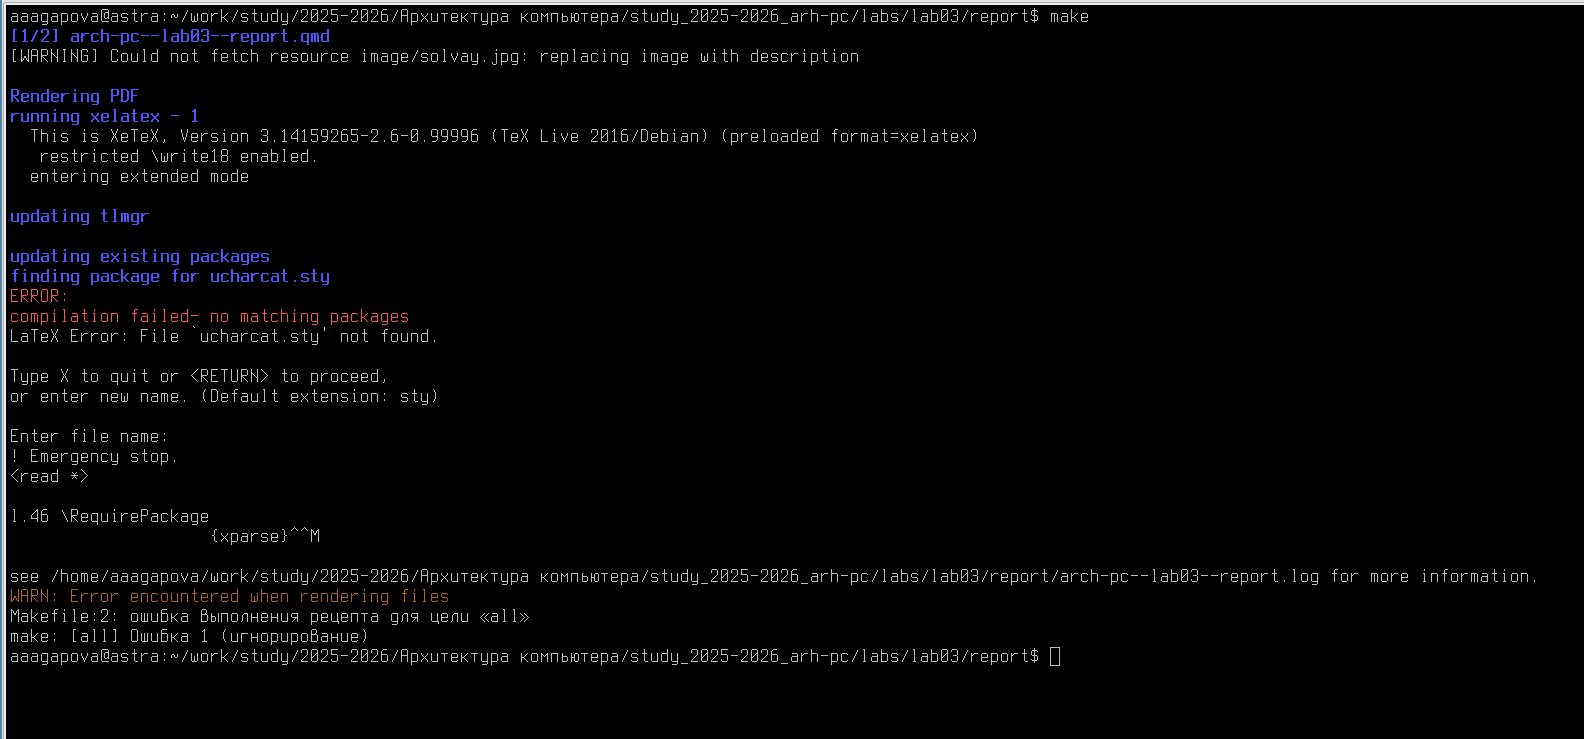 aaagapova@astra:~/work/study/2025-2026/Архитектура компьютера/study_2025-2026_arh-pc/labs/lab03/report$ make
[1/2] arch-pc--lab03--report.qmd
[WARNING] Could not fetch resource image/solvay.jpg: replacing image with description
Rendering PDF
running xelatex - 1
This is XeTeX, Version 3.14159265-2.6-0.99996 (TeX Live 2016/Debian) (preloaded format=xelatex)
restricted \write18 enabled.
entering extended mode
updating tlmgr
updating existing packages
finding package for ucharcat.sty
ERROR:
compilation failed- no matching packages
LaTeX Error: File `ucharcat.sty' not found.
Type X to quit or <RETURN> to proceed,
or enter new name. (Default extension: sty)
Enter file name:
! Emergency stop.
<read *>
l.46 \RequirePackage
{xparse}^^M
see /home/aaagapova/work/study/2025-2026/Архитектура компьютера/study_2025-2026_arh-pc/labs/lab03/report/arch-pc--lab03--report.log for more information.
WARN: Error encountered when rendering files
Makefile:2: ошибка выполнения рецепта для цели «all»
make: [all] Ошибка 1 (игнорирование)
aaagapova@astra:~/work/study/2025-2026/Архитектура компьютера/study_2025-2026_arh-pc/labs/lab03/report$